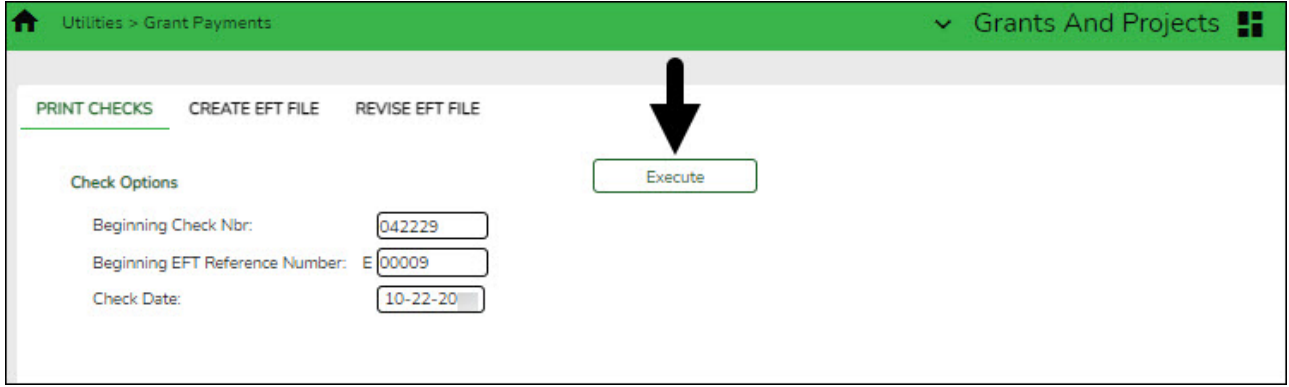 Utilities > Grant Payments Grants And Projects
PRINT CHECKS CREATE EFT FILE REVISE EFT FILE
Execute
Check Options
Beginning Check Nbr: 042229
Beginning EFT Reference Number: E 00009
Check Date: 10-22-20